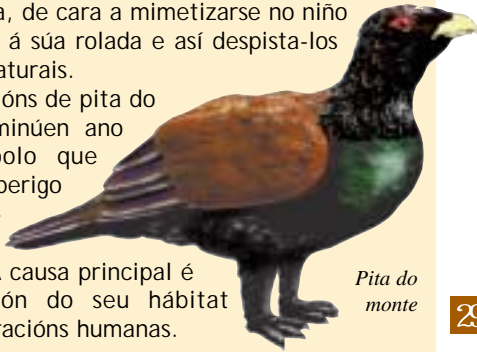 a, de cara a mimetizarse no niño
á súa rolada e así despista-los
aturais.
óns de pita do
minúen ano
polo que
perigo
A causa principal é
ón do seu hábitat
racións humanas.
Pita do
monte
29